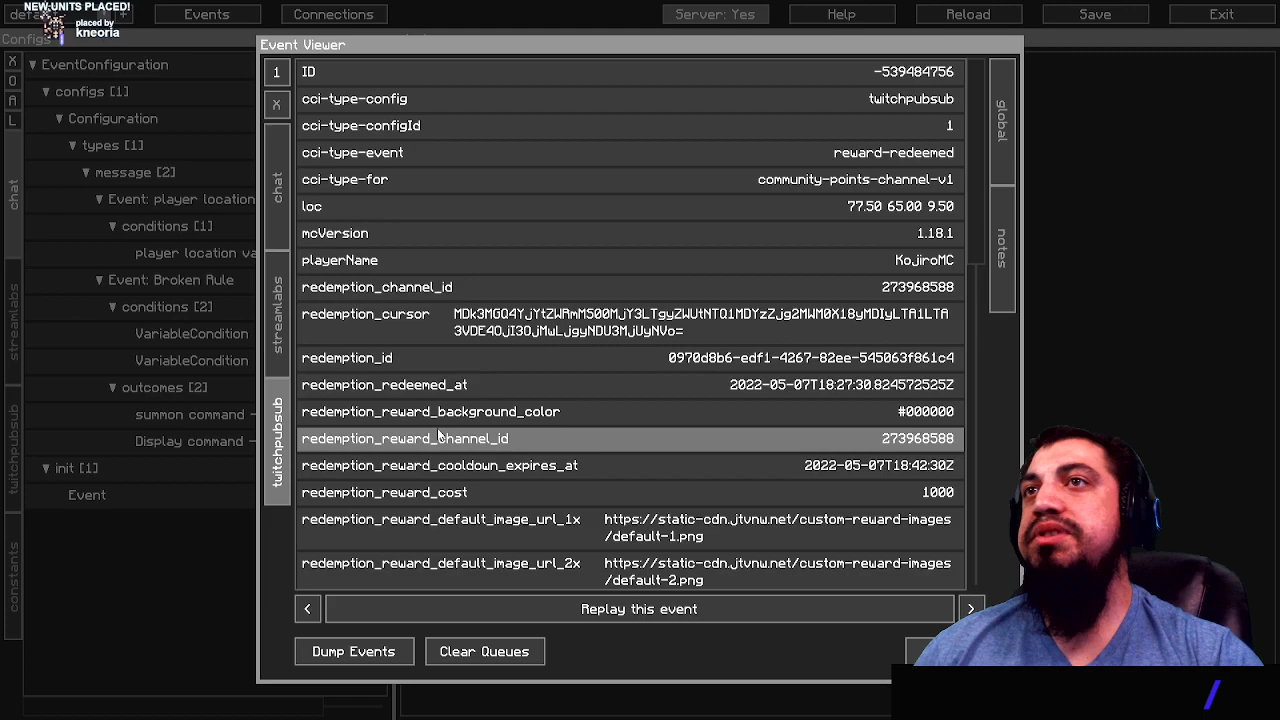 NEW UNITS PLACED!
placed by
kneoria
Events
Connections
Server: Yes
Help
Reload
Save
Exit
Configs
Event Viewer
X
O
A
L
chat
streamlabs
twitchpubsub
constants
▼ EventConfiguration
▼ configs [1]
▼ Configuration
▼ types [1]
▼ message [2]
▼ Event: player location
▼ conditions [1]
player location va
▼ Event: Broken Rule
▼ conditions [2]
VariableCondition
VariableCondition
▼ outcomes [2]
summon command -
Display command -
▼ init [1]
Event
1
X
chat
streamlabs
twitchpubsub
ID -539484756
cci-type-config twitchpubsub
cci-type-configId 1
cci-type-event reward-redeemed
cci-type-for community-points-channel-v1
loc 77.50 65.00 9.50
mcVersion 1.18.1
playerName KojiroMC
redemption_channel_id 273968588
redemption_cursor
redemption_id 0970d8b6-edf1-4267-82ee-545063f861c4
redemption_redeemed_at 2022-05-07T18:27:30.824572525Z
redemption_reward_background_color #000000
redemption_reward_channel_id 273968588
redemption_reward_cooldown_expires_at 2022-05-07T18:42:30Z
redemption_reward_cost 1000
redemption_reward_default_image_url_1x https://static-cdn.jtvnw.net/custom-reward-images
/default-1.png
redemption_reward_default_image_url_2x https://static-cdn.jtvnw.net/custom-reward-images
/default-2.png
global
notes
<
Replay this event
>
Dump Events
Clear Queues
/